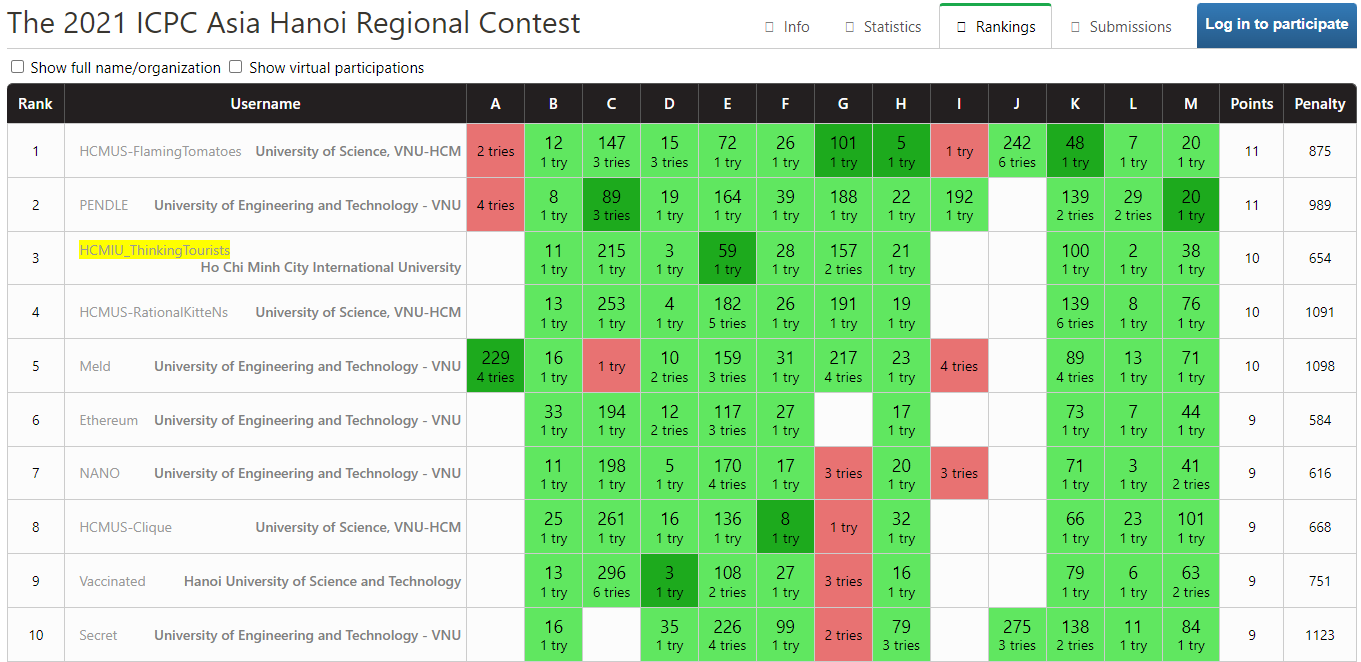 The 2021 ICPC Asia Hanoi Regional Contest
Info Statistics Rankings Submissions Log in to participate
Show full name/organization Show virtual participations
Rank Username A B C D E F G H I J K L M Points Penalty
1 HCMUS-FlamingTomatoes University of Science, VNU-HCM 2 tries 12 147 15 72 26 101 5 1 try 242 48 7 20 11 875
1 try 3 tries 3 tries 1 try 1 try 1 try 1 try 6 tries 1 try 1 try 1 try
2 PENDLE University of Engineering and Technology - VNU 4 tries 8 89 19 164 39 188 22 192 139 29 20 11 989
1 try 3 tries 1 try 1 try 1 try 1 try 1 try 1 try 2 tries 2 tries 1 try
3 HCMIU_ThinkingTourists 11 215 3 59 28 157 21 100 2 38 10 654
Ho Chi Minh City International University 1 try 1 try 1 try 1 try 1 try 2 tries 1 try 1 try 1 try 1 try
4 HCMUS-RationalKitteNs University of Science, VNU-HCM 13 253 4 182 26 191 19 139 8 76 10 1091
1 try 1 try 1 try 5 tries 1 try 1 try 1 try 6 tries 1 try 1 try
5 Meld University of Engineering and Technology - VNU 229 16 1 try 10 159 31 217 23 4 tries 89 13 71 10 1098
4 tries 1 try 2 tries 3 tries 1 try 4 tries 1 try 4 tries 1 try 1 try
6 Ethereum University of Engineering and Technology - VNU 33 194 12 117 27 17 73 7 44 9 584
1 try 1 try 2 tries 3 tries 1 try 1 try 1 try 1 try 1 try
7 NANO University of Engineering and Technology - VNU 11 198 5 170 17 3 tries 20 3 tries 71 3 41 9 616
1 try 1 try 1 try 4 tries 1 try 1 try 1 try 1 try 2 tries
8 HCMUS-Clique University of Science, VNU-HCM 25 261 16 136 8 1 try 32 66 23 101 9 668
1 try 1 try 1 try 1 try 1 try 1 try 1 try 1 try 1 try
9 Vaccinated Hanoi University of Science and Technology 13 296 3 108 27 3 tries 16 79 6 63 9 751
1 try 6 tries 1 try 2 tries 1 try 1 try 1 try 1 try 2 tries
10 Secret University of Engineering and Technology - VNU 16 35 226 99 2 tries 79 275 138 11 84 9 1123
1 try 1 try 4 tries 1 try 3 tries 3 tries 2 tries 1 try 1 try